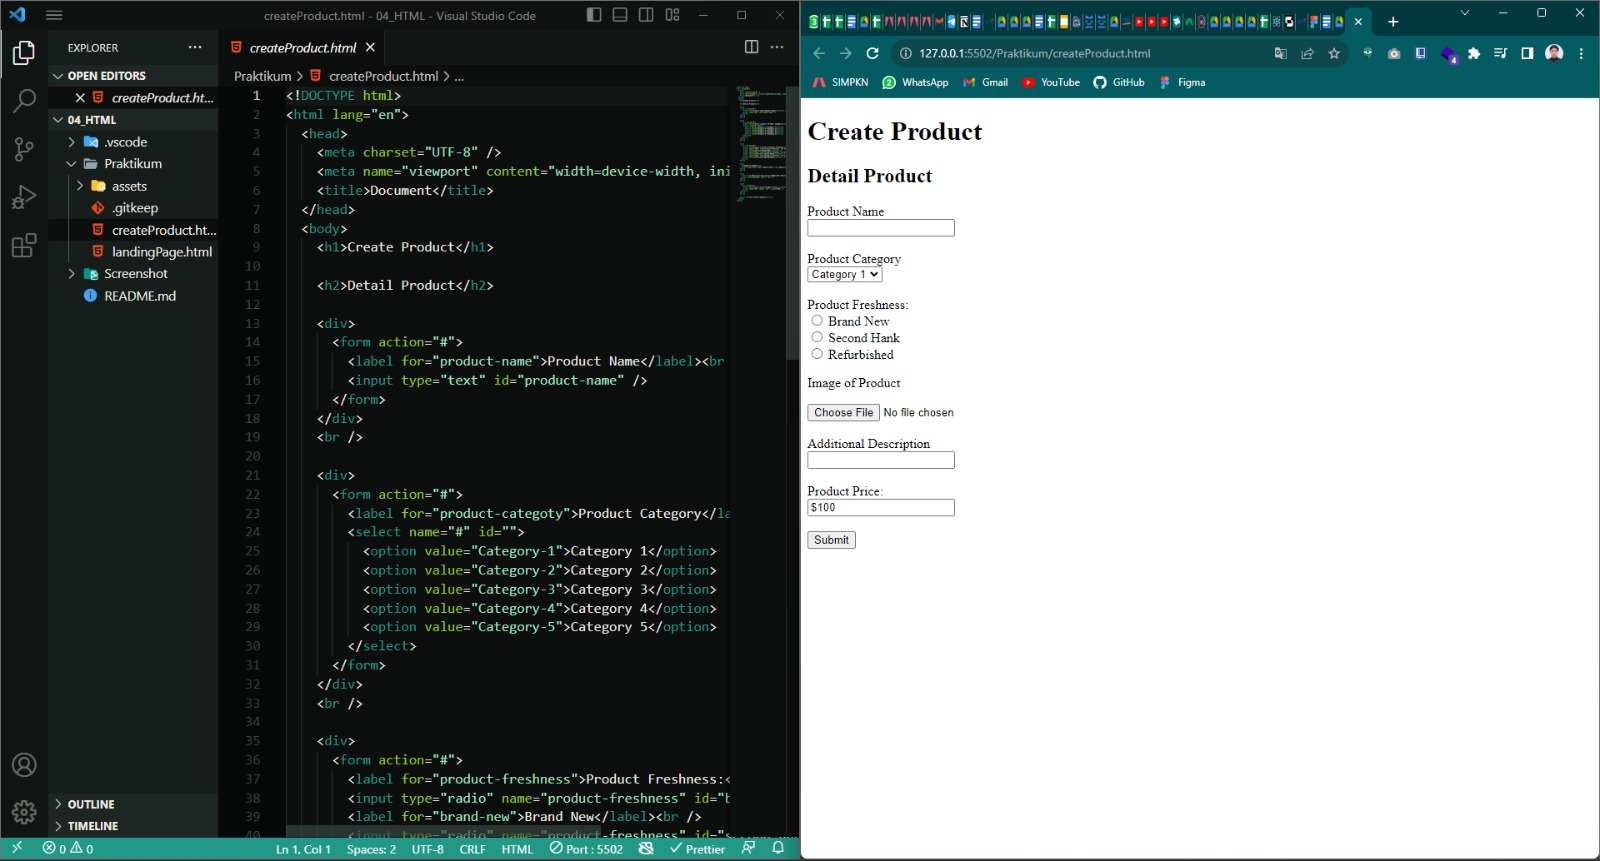 createProduct.html - 04_HTML - Visual Studio Code
EXPLORER
OPEN EDITORS
createProduct.ht...
04_HTML
.vscode
Praktikum
assets
.gitkeep
createProduct.ht...
landingPage.html
Screenshot
README.md
OUTLINE
TIMELINE
createProduct.html
Praktikum > createProduct.html > ...
1 <!DOCTYPE html>
2 <html lang="en">
3 <head>
4 <meta charset="UTF-8" />
5 <meta name="viewport" content="width=device-width, ini
6 <title>Document</title>
7 </head>
8 <body>
9 <h1>Create Product</h1>
10
11 <h2>Detail Product</h2>
12
13 <div>
14 <form action="#">
15 <label for="product-name">Product Name</label><br
16 <input type="text" id="product-name" />
17 </form>
18 </div>
19 <br />
20
21 <div>
22 <form action="#">
23 <label for="product-categoty">Product Category</la
24 <select name="#" id="">
25 <option value="Category-1">Category 1</option>
26 <option value="Category-2">Category 2</option>
27 <option value="Category-3">Category 3</option>
28 <option value="Category-4">Category 4</option>
29 <option value="Category-5">Category 5</option>
30 </select>
31 </form>
32 </div>
33 <br />
34
35 <div>
36 <form action="#">
37 <label for="product-freshness">Product Freshness:<
38 <input type="radio" name="product-freshness" id="b
39 <label for="brand-new">Brand New</label><br />
40 <input type="radio" name="product-freshness"
0 0
Ln 1, Col 1 Spaces: 2 UTF-8 CRLF HTML Port : 5502 Prettier
127.0.0.1:5502/Praktikum/createProduct.html
4
SIMPKN WhatsApp Gmail YouTube GitHub Figma
Create Product
Detail Product
Product Name
Product Category
Category 1
Product Freshness:
Brand New
Second Hank
Refurbished
Image of Product
Choose File No file chosen
Additional Description
Product Price:
$100
Submit